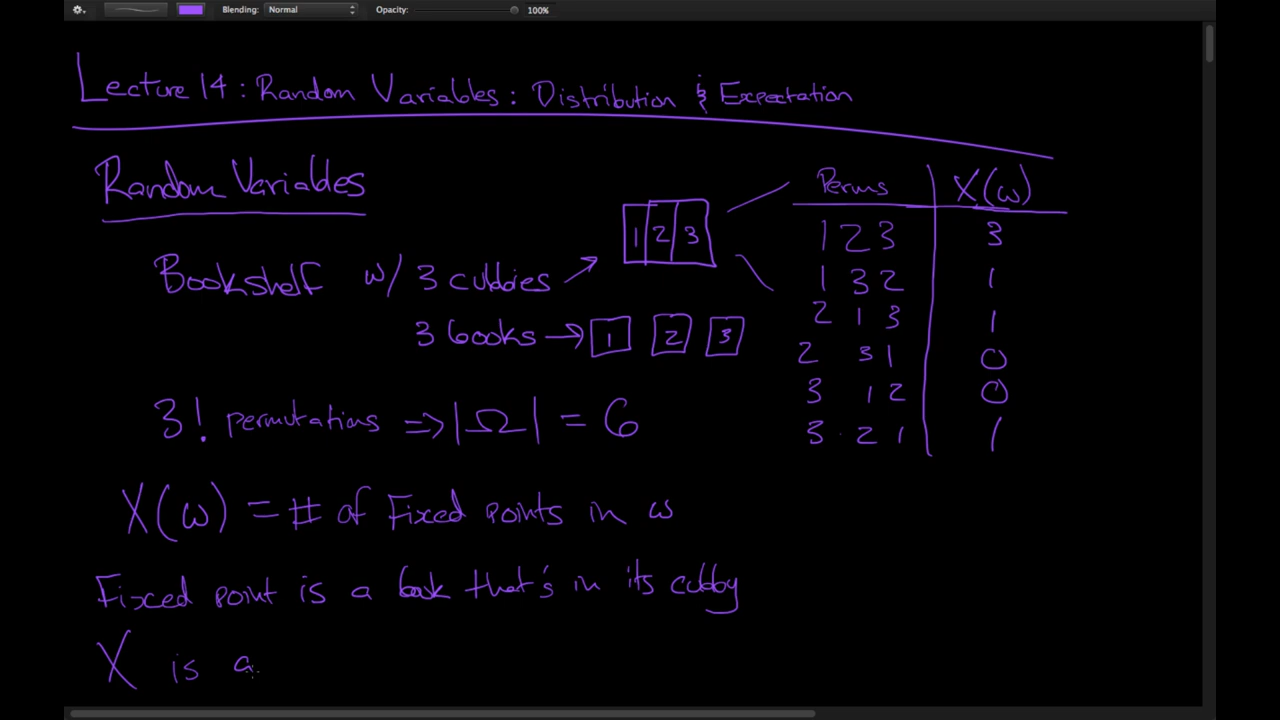 Blending: Normal Opacity: 100%
Lecture 14 : Random Variables : Distribution & Expectation
Random Variables
Bookshelf w/ 3 cubbies → 1 2 3
3 books → 1 2 3
3! permutations => |Ω| = 6
X(ω) = # of Fixed points in ω
Fixed point is a book that's in its cubby
X is a
Perms X(ω)
1 2 3 3
1 3 2 1
2 1 3 1
2 3 1 0
3 1 2 0
3 2 1 1